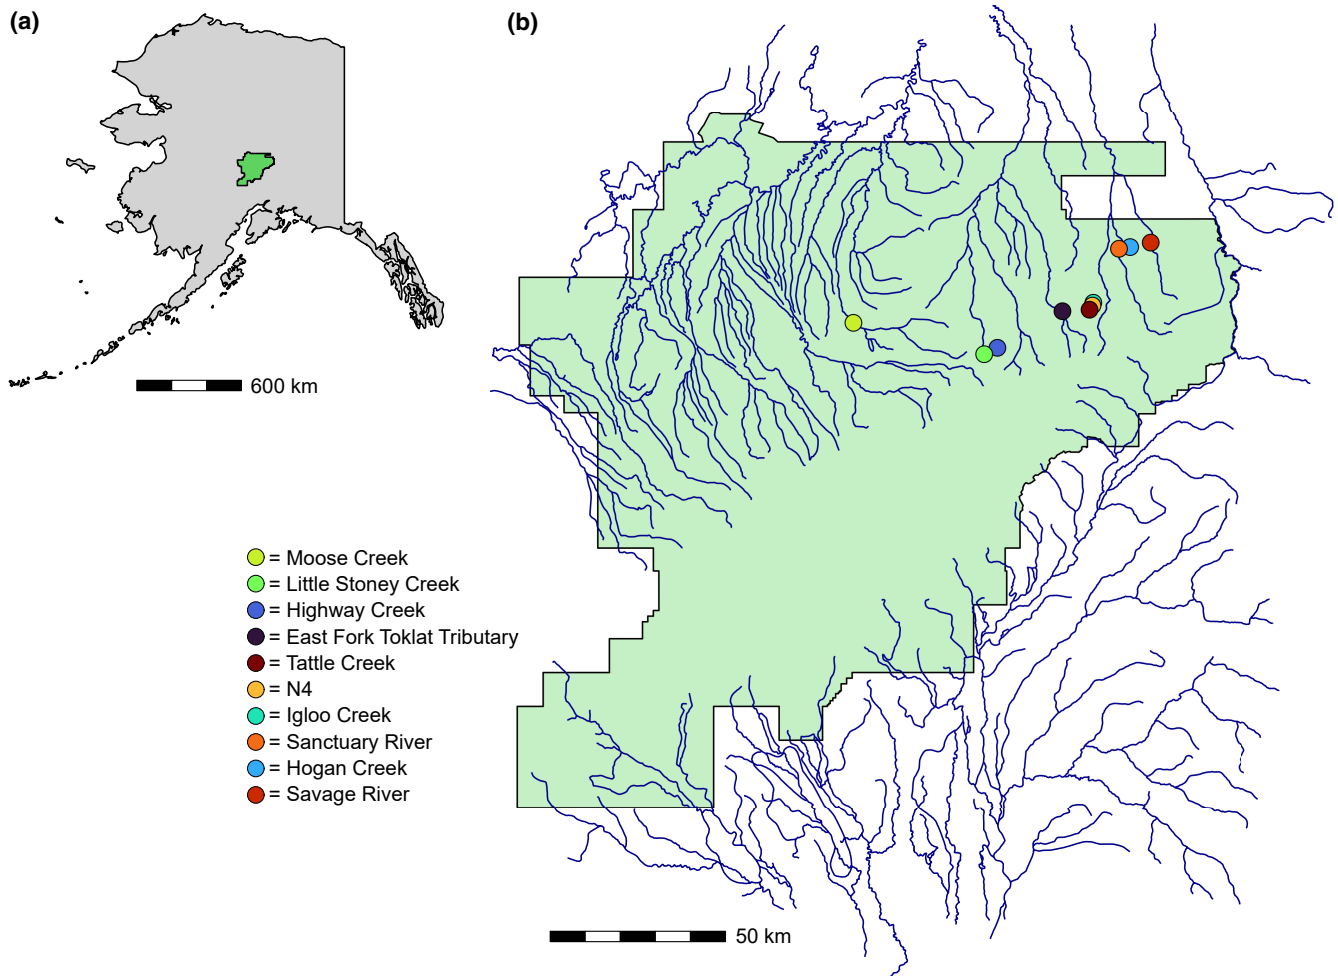 (a)
(b)
600 km
= Moose Creek
= Little Stoney Creek
= Highway Creek
= East Fork Toklat Tributary
= Tattle Creek
= N4
= Igloo Creek
= Sanctuary River
= Hogan Creek
= Savage River
50 km